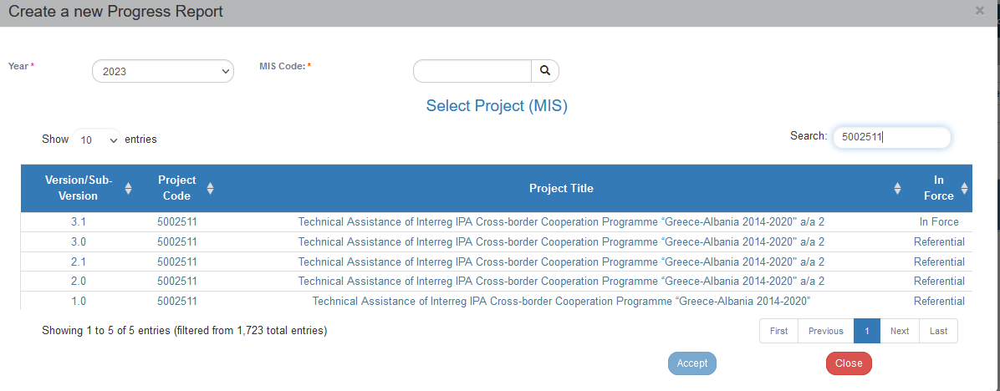 Create a new Progress Report ×
Year * 2023 MIS Code: *
Select Project (MIS)
Show 10 entries Search: 5002511
Version/Sub-Version Project Code Project Title In Force
3.1 5002511 Technical Assistance of Interreg IPA Cross-border Cooperation Programme “Greece-Albania 2014-2020" a/a 2 In Force
3.0 5002511 Technical Assistance of Interreg IPA Cross-border Cooperation Programme “Greece-Albania 2014-2020" a/a 2 Referential
2.1 5002511 Technical Assistance of Interreg IPA Cross-border Cooperation Programme “Greece-Albania 2014-2020" a/a 2 Referential
2.0 5002511 Technical Assistance of Interreg IPA Cross-border Cooperation Programme “Greece-Albania 2014-2020" a/a 2 Referential
1.0 5002511 Technical Assistance of Interreg IPA Cross-border Cooperation Programme “Greece-Albania 2014-2020” Referential
Showing 1 to 5 of 5 entries (filtered from 1,723 total entries) First Previous 1 Next Last
Accept Close